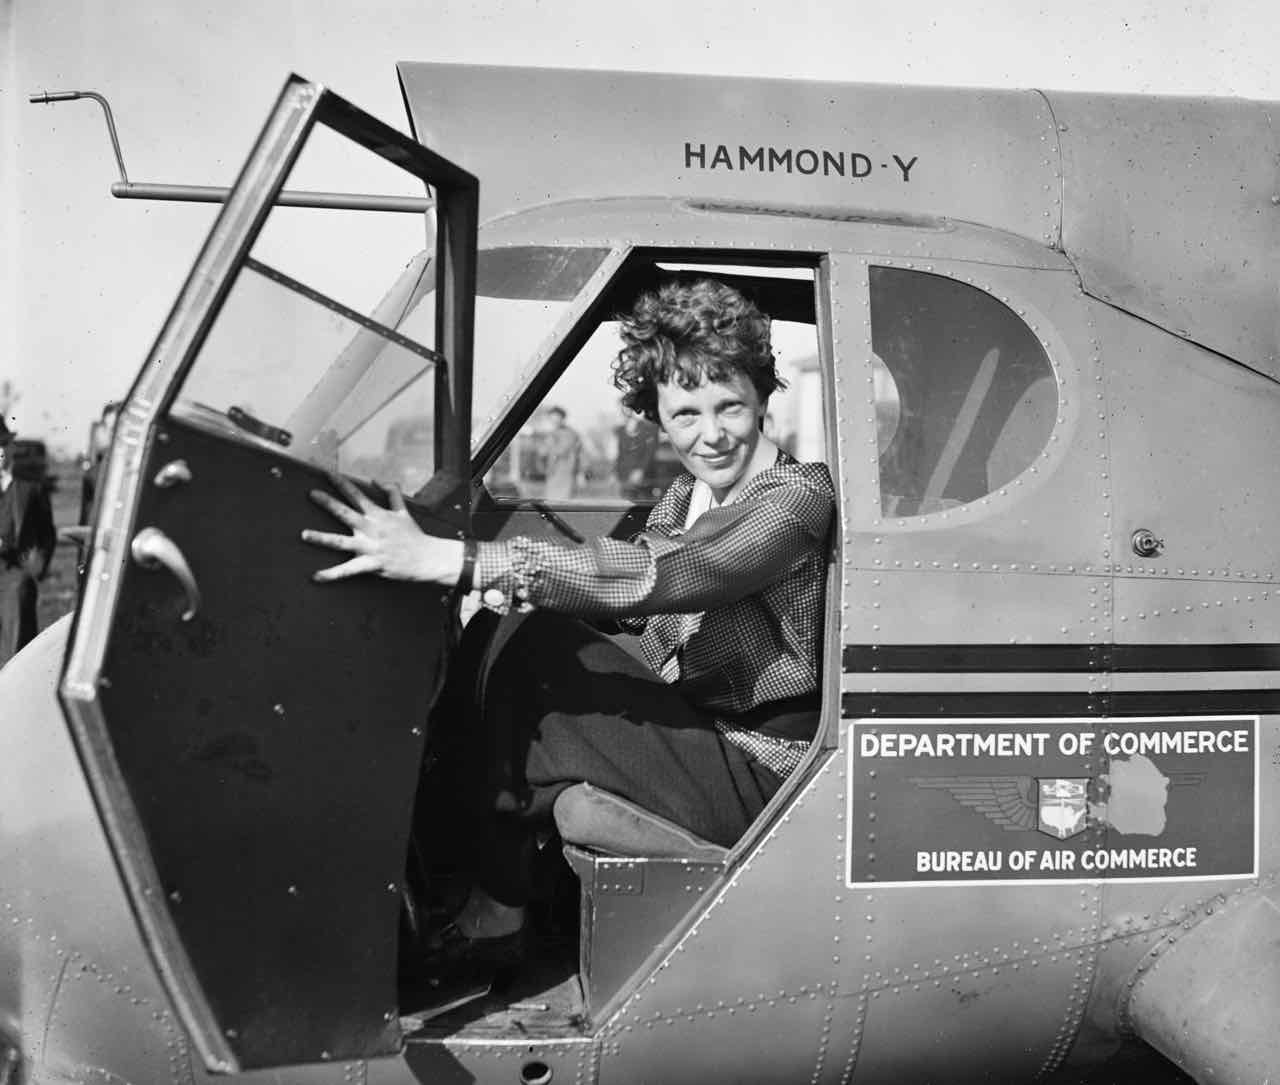 HAMMOND-Y
DEPARTMENT OF COMMERCE
BUREAU OF AIR COMMERCE